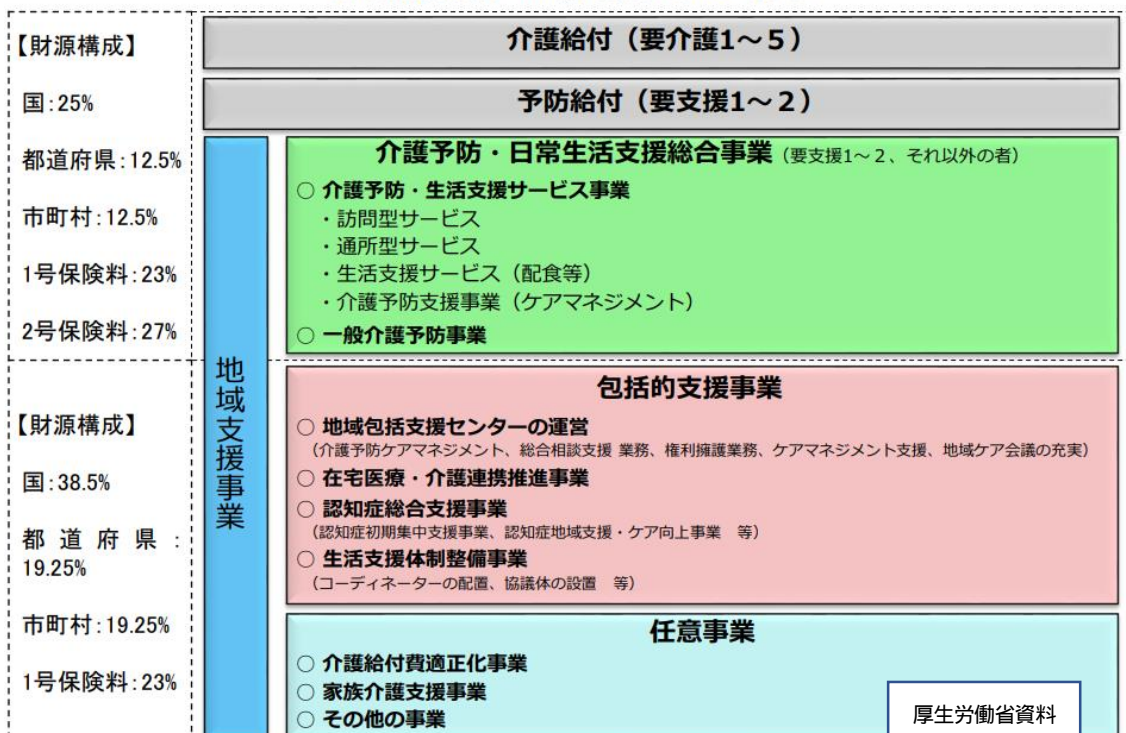 【財源構成】
国:25%
都道府県:12.5%
市町村:12.5%
1号保険料:23%
2号保険料:27%
介護給付（要介護1～５）
予防給付（要支援1～２）
地域支援事業
介護予防・日常生活支援総合事業（要支援1～２、それ以外の者）
○ 介護予防・生活支援サービス事業
・訪問型サービス
・通所型サービス
・生活支援サービス（配食等）
・介護予防支援事業（ケアマネジメント）
○ 一般介護予防事業
【財源構成】
国:38.5%
都道府県:
19.25%
市町村:19.25%
1号保険料:23%
包括的支援事業
○ 地域包括支援センターの運営
（介護予防ケアマネジメント、総合相談支援 業務、権利擁護業務、ケアマネジメント支援、地域ケア会議の充実）
○ 在宅医療・介護連携推進事業
○ 認知症総合支援事業
（認知症初期集中支援事業、認知症地域支援・ケア向上事業　等）
○ 生活支援体制整備事業
（コーディネーターの配置、協議体の設置　等）
任意事業
○ 介護給付費適正化事業
○ 家族介護支援事業
○ その他の事業
厚生労働省資料